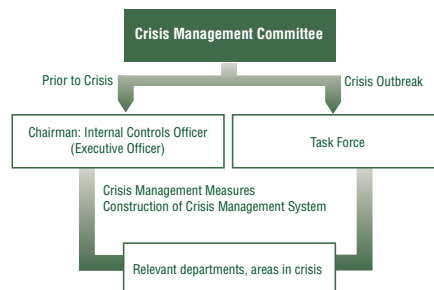 Crisis Management Committee
Prior to Crisis
Crisis Outbreak
Chairman: Internal Controls Officer
(Executive Officer)
Task Force
Crisis Management Measures
Construction of Crisis Management System
Relevant departments, areas in crisis